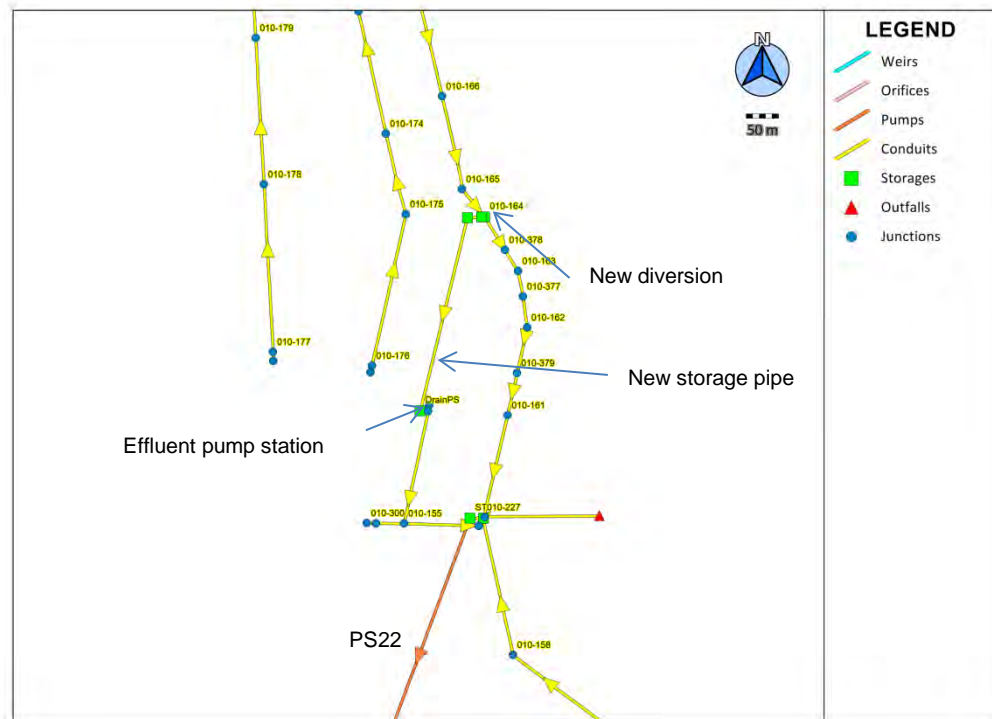 010-179
010-166
010-174
010-165
010-178
010-175
010-164
010-378
010-163
New diversion
010-377
010-162
010-177
010-176
010-379
New storage pipe
DrainPS
010-161
Effluent pump station
ST010-227
010-300
010-155
PS22
010-158
N
50 m
LEGEND
Weirs
Orifices
Pumps
Conduits
Storages
Outfalls
Junctions